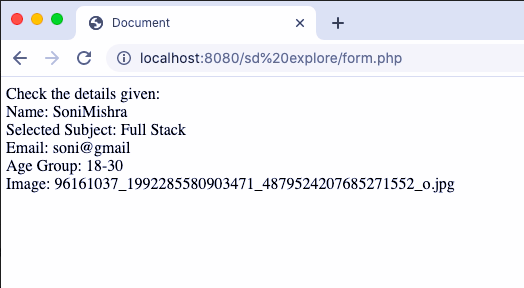 Document
localhost:8080/sd%20explore/form.php
Check the details given:
Name: SoniMishra
Selected Subject: Full Stack
Email: soni@gmail
Age Group: 18-30
Image: 96161037_1992285580903471_4879524207685271552_o.jpg